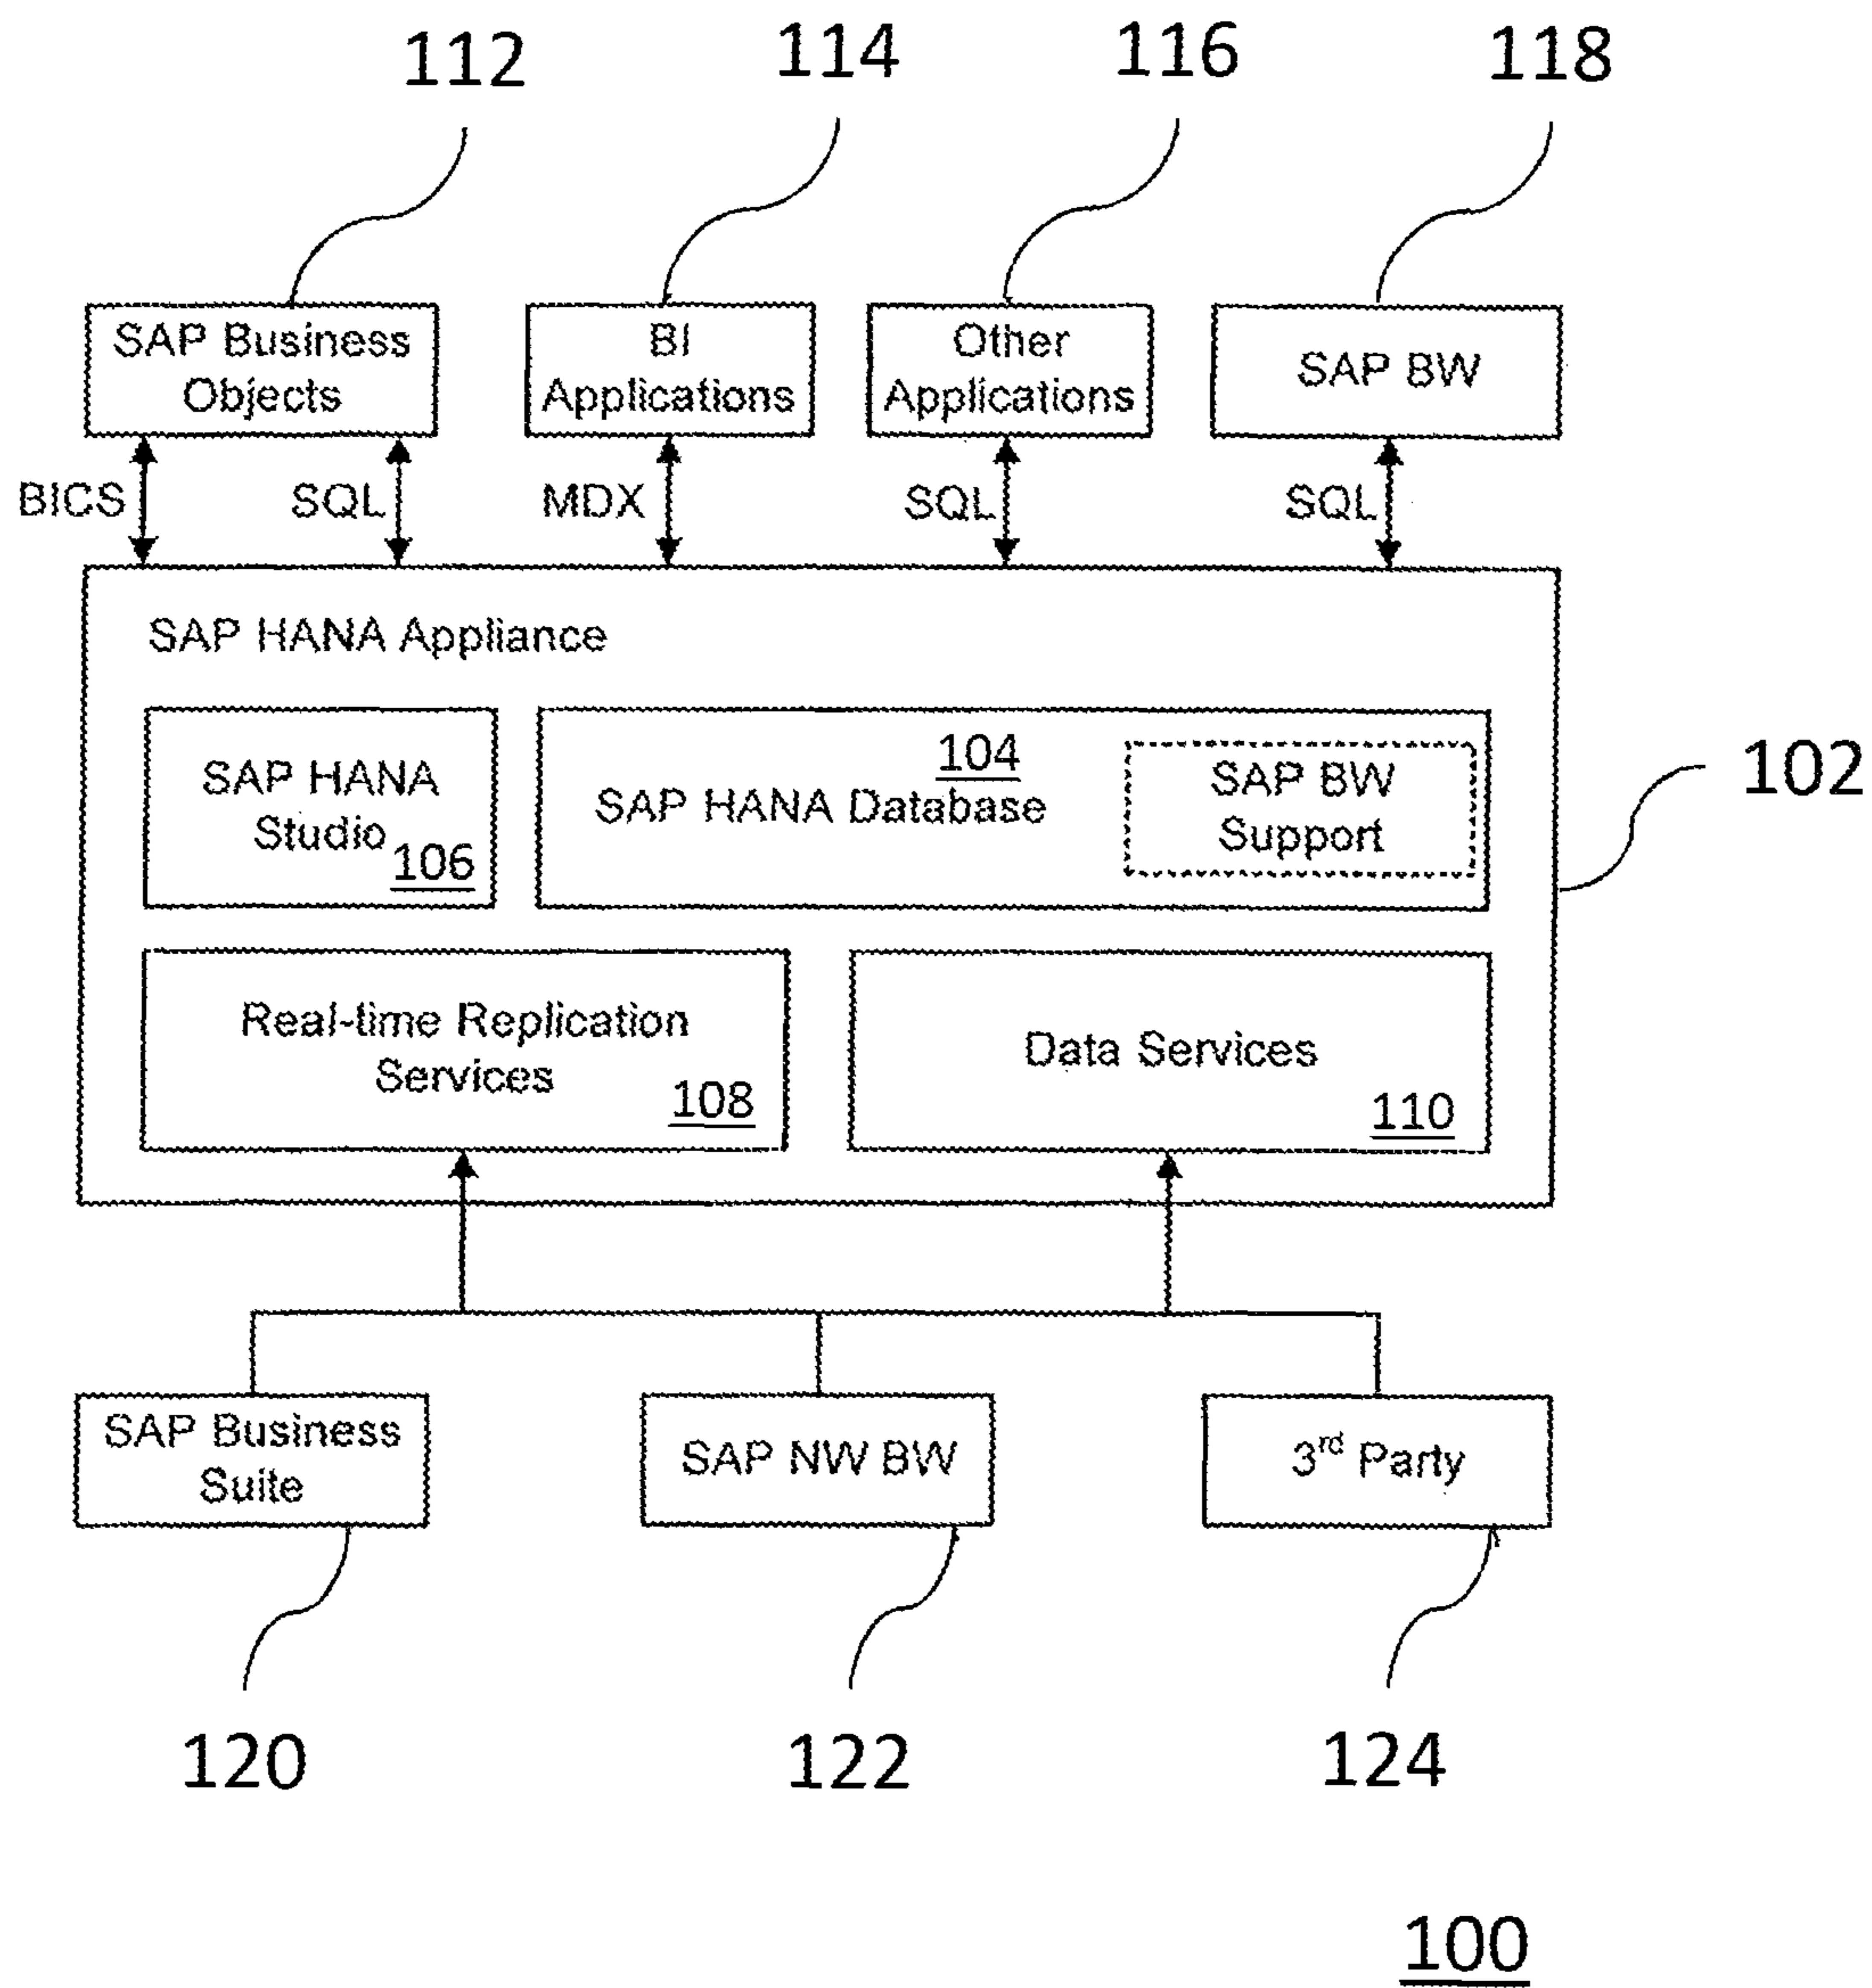 112
114
116
118
SAP Business
Objects
BI
Applications
Other
Applications
SAP BW
BICS
SQL
MDX
SQL
SQL
SAP HANA Appliance
SAP HANA
Studio
106
104
SAP HANA Database
SAP BW
Support
102
Real-time Replication
Services
108
Data Services
110
SAP Business
Suite
SAP NW BW
3rd Party
120
122
124
100